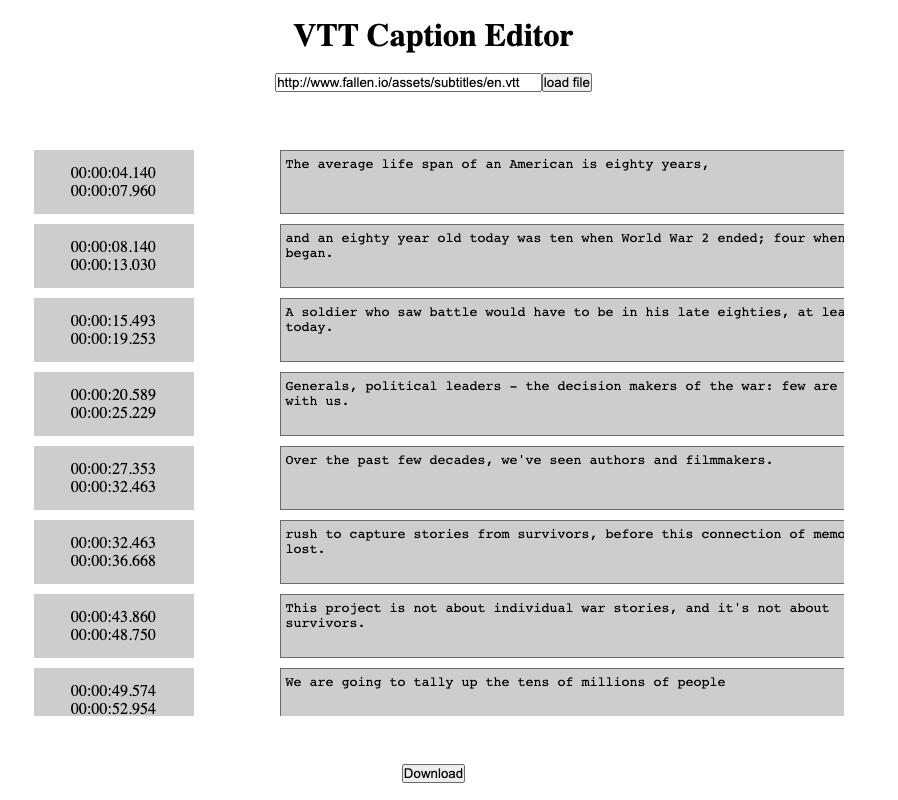 VTT Caption Editor
http://www.fallen.io/assets/subtitles/en.vtt load file
00:00:04.140
00:00:07.960
The average life span of an American is eighty years,
00:00:08.140
00:00:13.030
and an eighty year old today was ten when World War 2 ended; four when
began.
00:00:15.493
00:00:19.253
A soldier who saw battle would have to be in his late eighties, at
today.
00:00:20.589
00:00:25.229
Generals, political leaders - the decision makers of the war: few are
with us.
00:00:27.353
00:00:32.463
Over the past few decades, we've seen authors and filmmakers.
00:00:32.463
00:00:36.668
rush to capture stories from survivors, before this connection of
lost.
00:00:43.860
00:00:48.750
This project is not about individual war stories, and it's not about
survivors.
00:00:49.574
00:00:52.954
We are going to tally up the tens of millions of people
Download